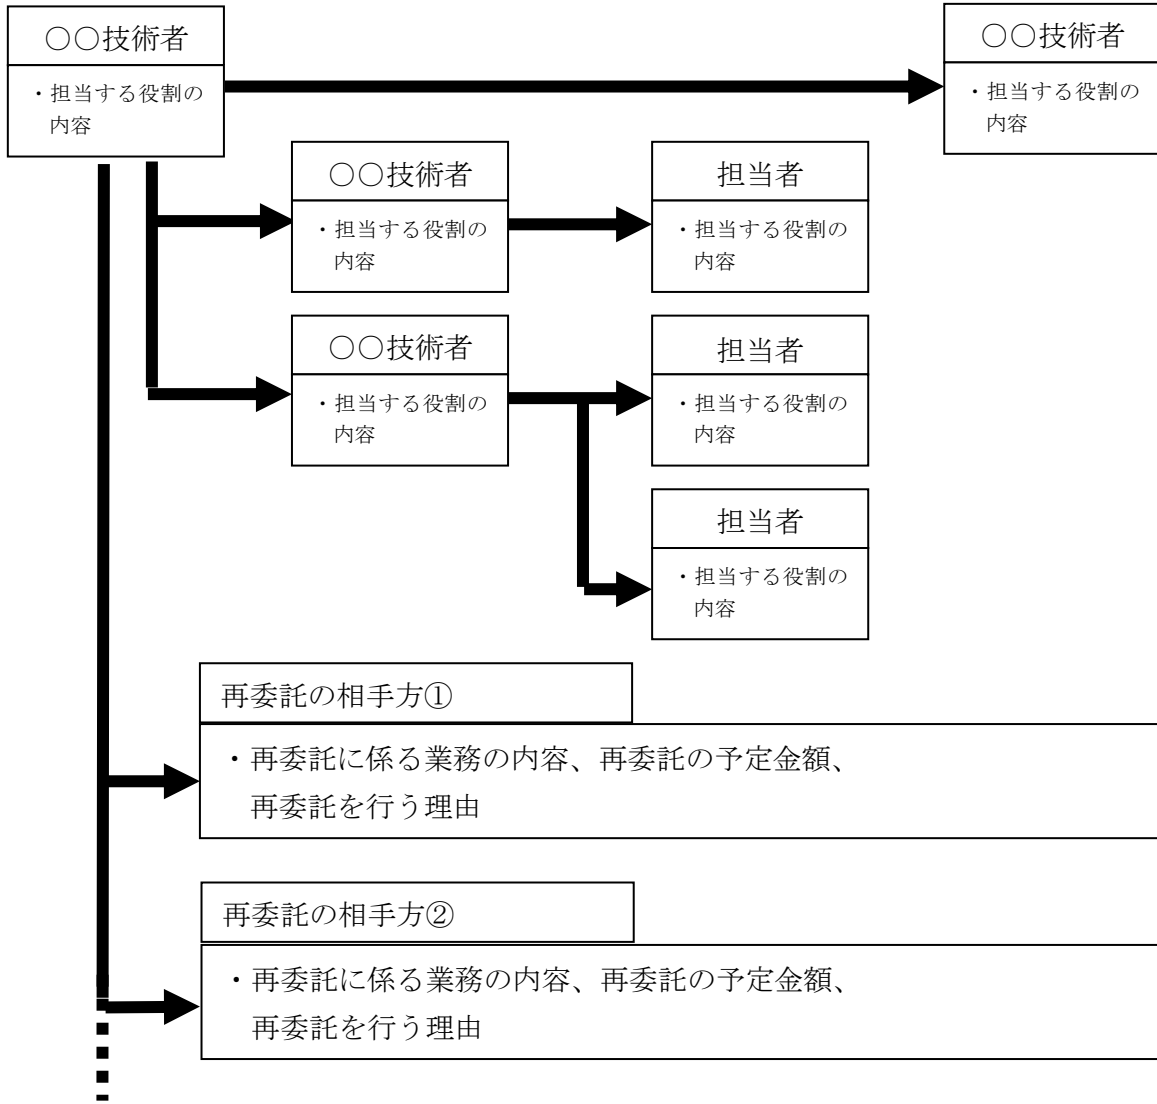 ○○技術者
・担当する役割の
内容
○○技術者
・担当する役割の
内容
○○技術者
・担当する役割の
内容
担当者
・担当する役割の
内容
○○技術者
・担当する役割の
内容
担当者
・担当する役割の
内容
担当者
・担当する役割の
内容
再委託の相手方①
・再委託に係る業務の内容、再委託の予定金額、
再委託を行う理由
再委託の相手方②
・再委託に係る業務の内容、再委託の予定金額、
再委託を行う理由